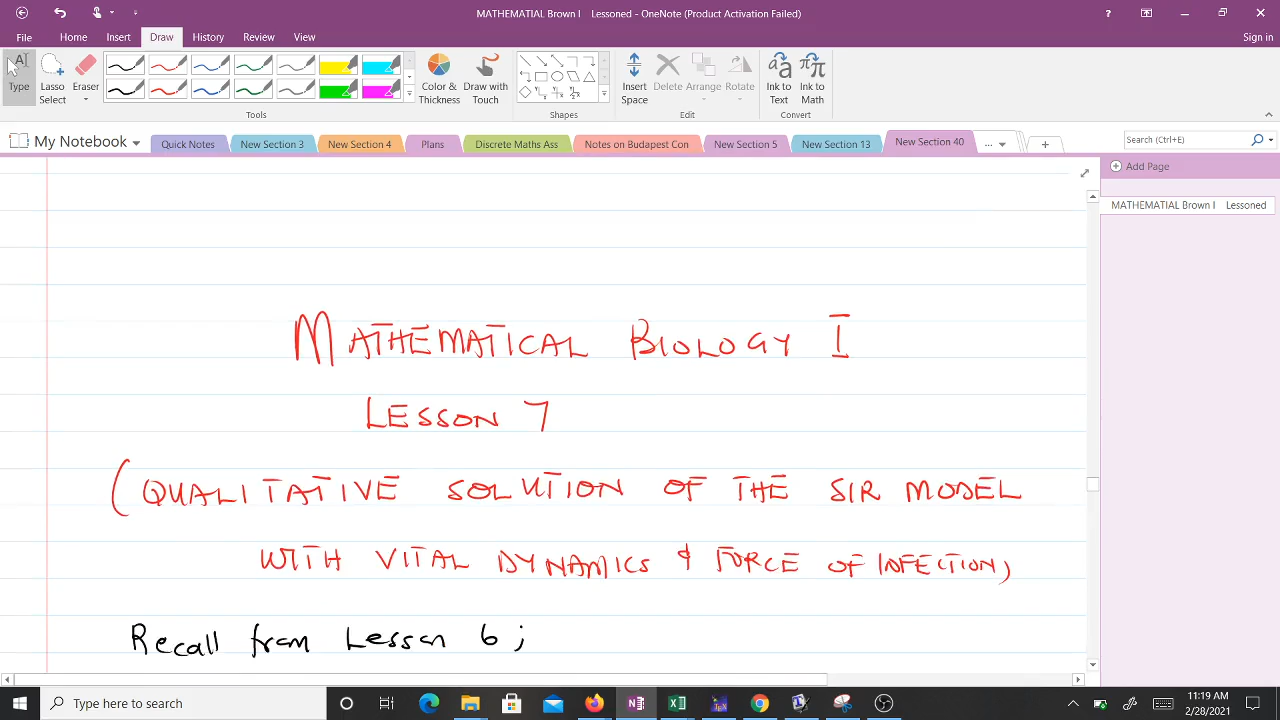 MATHEMATIAL Brown I    Lessoned - OneNote (Product Activation Failed)
File Home Insert Draw History Review View Sign in
Type Lasso Select Eraser Color & Thickness Draw with Touch Insert Space Delete Arrange Rotate Ink to Text Ink to Math
Tools Shapes Edit Convert
My Notebook Quick Notes New Section 3 New Section 4 Plans Discrete Maths Ass Notes on Budapest Con New Section 5 New Section 13 New Section 40 ... Search (Ctrl+E)
Add Page
MATHEMATIAL Brown I    Lessoned
MATHEMATICAL BIOLOGY I
LESSON 7
(QUALITATIVE SOLUTION OF THE SIR MODEL
WITH VITAL DYNAMICS & FORCE OF INFECTION)
Recall from Lesson 6;
Type here to search
11:19 AM
2/28/2021